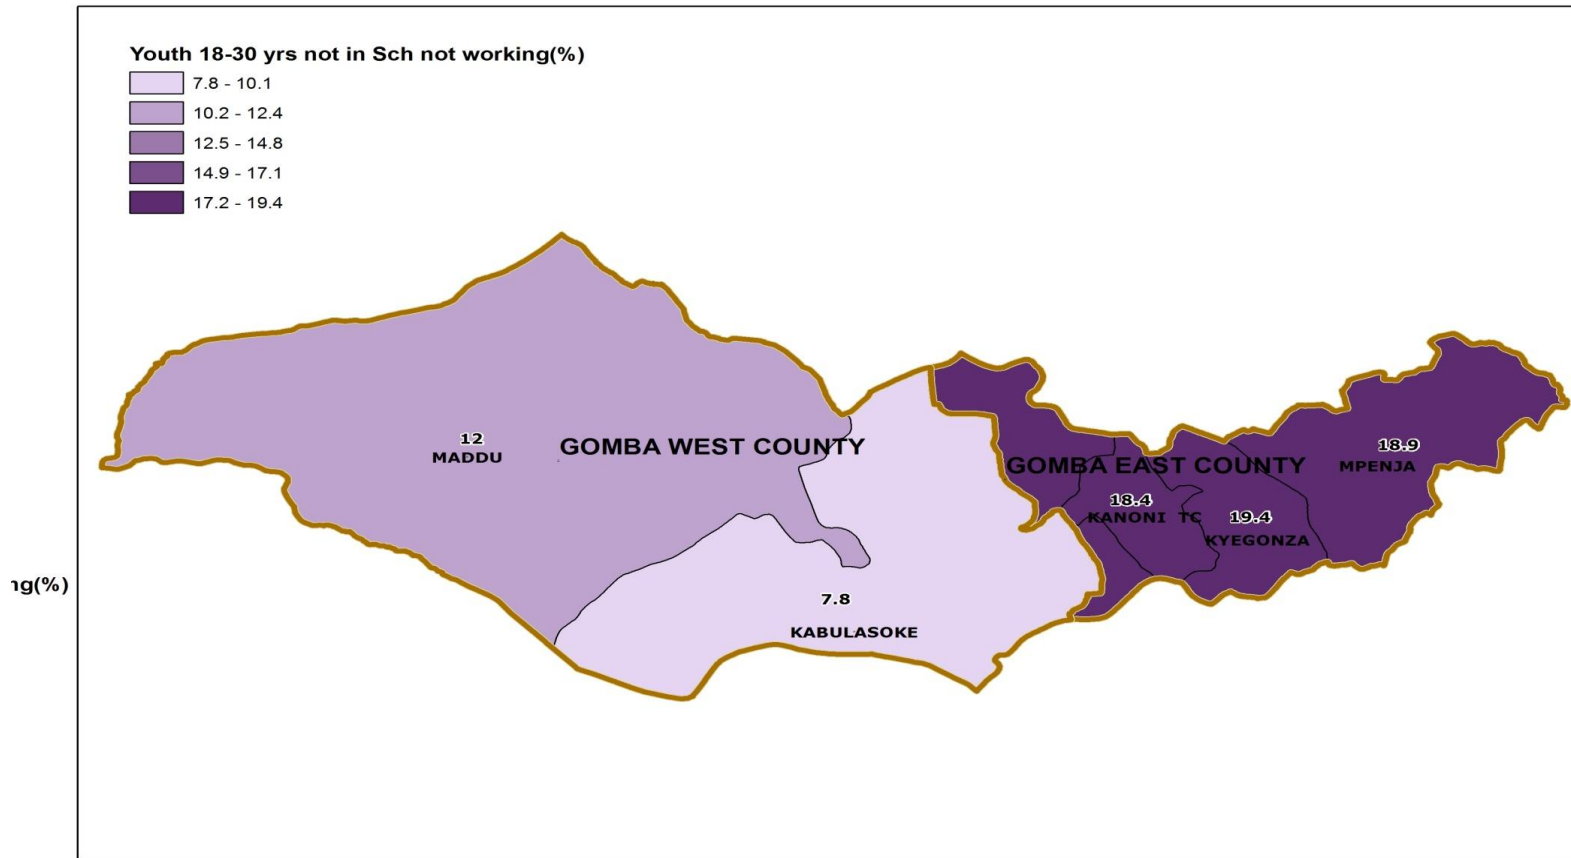 Youth 18-30 yrs not in Sch not working(%)
7.8 - 10.1
10.2 - 12.4
12.5 - 14.8
14.9 - 17.1
17.2 - 19.4
12
MADDU
GOMBA WEST COUNTY
GOMBA EAST COUNTY
18.9
MPENJA
18.4
KANONI TC
19.4
KYEGONZA
7.8
KABULASOKE
ng(%)